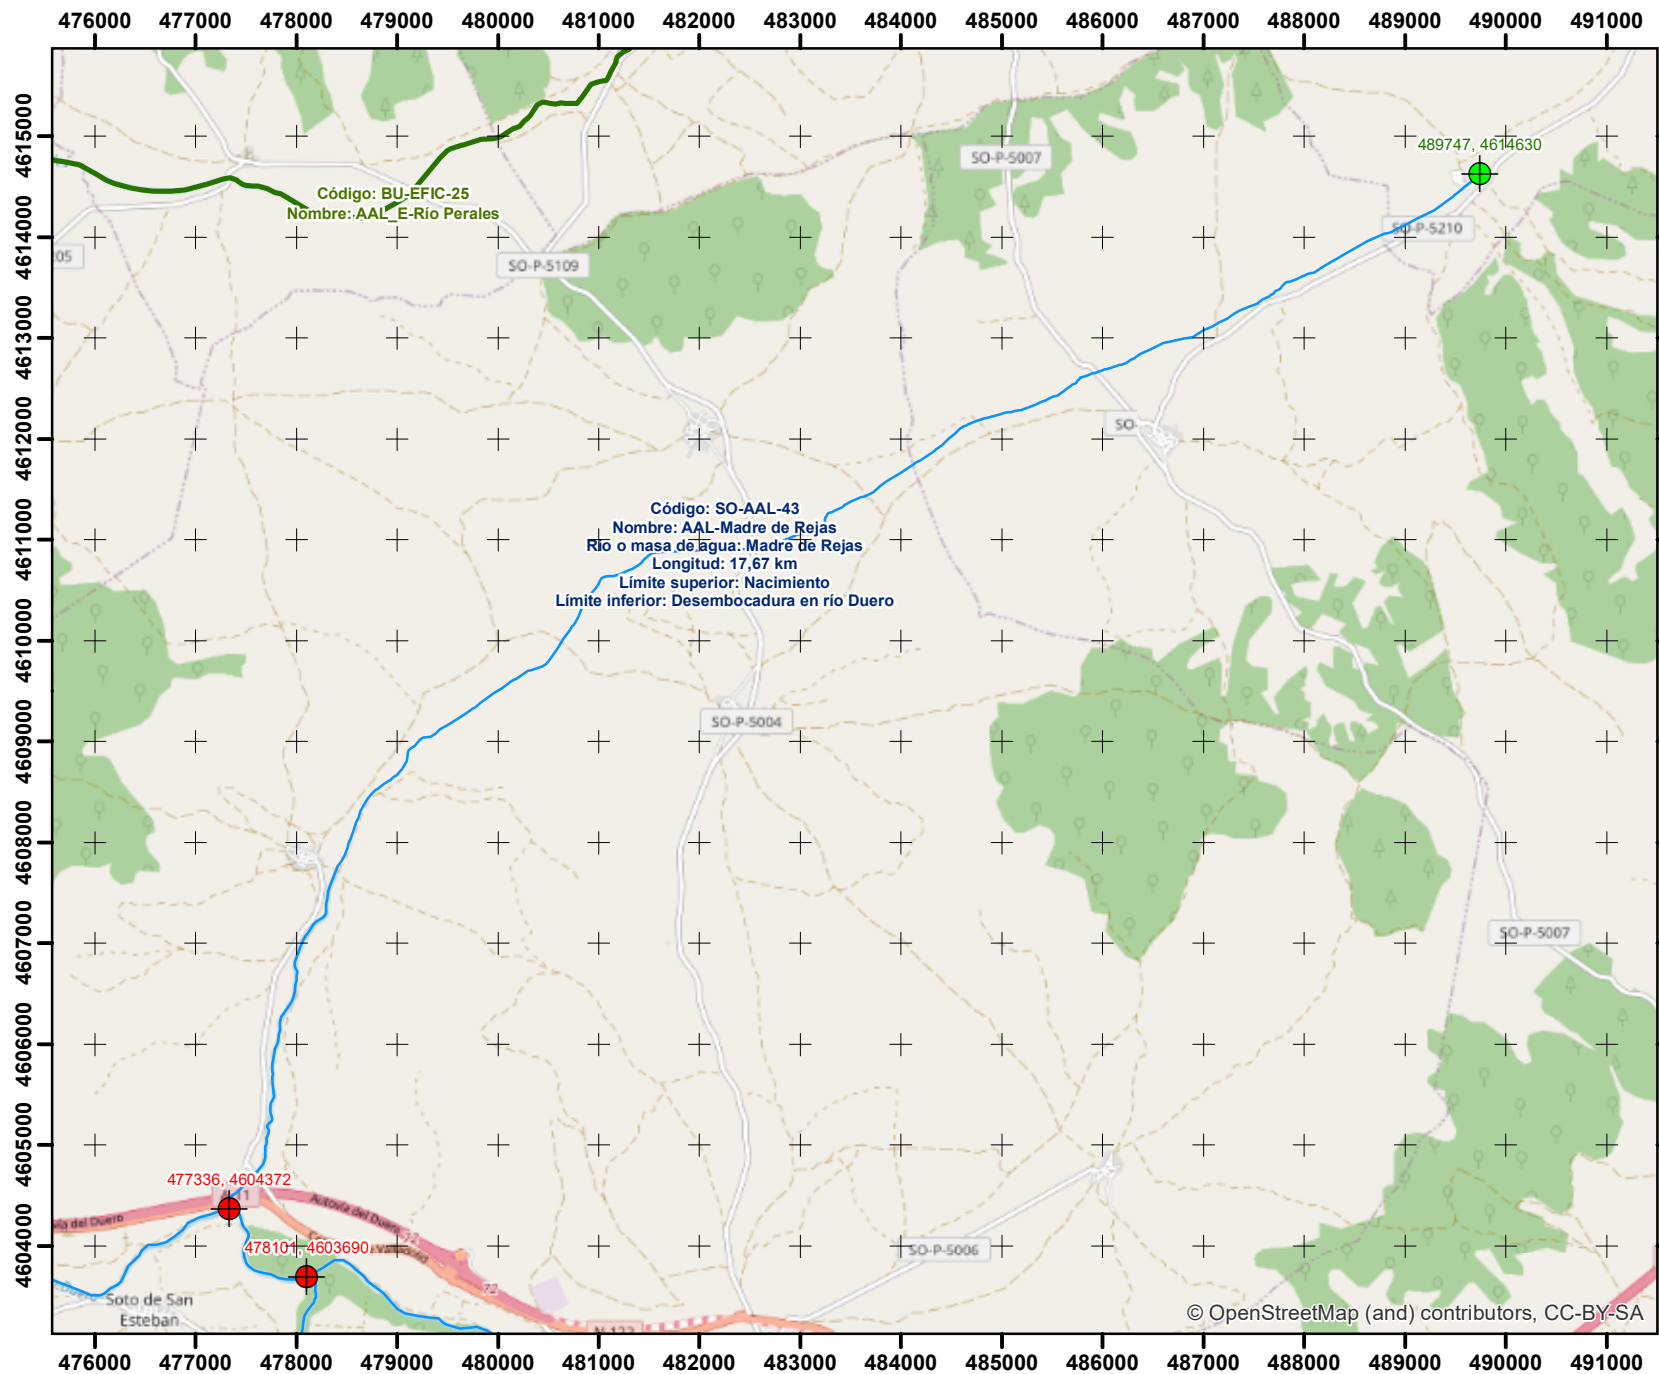 476000 477000 478000 479000 480000 481000 482000 483000 484000 485000 486000 487000 488000 489000 490000 491000
4615000
4614000
4613000
4612000
4611000
4610000
4609000
4608000
4607000
4606000
4605000
4604000
489747, 4614630
SO-P-5007
Código: BU-EFIC-25
Nombre: AAL_E-Río Perales
SO-P-5210
05
SO-P-5109
SO-
Código: SO-AAL-43
Nombre: AAL-Madre de Rejas
Río o masa de agua: Madre de Rejas
Longitud: 17,67 km
Límite superior: Nacimiento
Límite inferior: Desembocadura en río Duero
SO-P-5004
SO-P-5007
477336, 4604372
Autovía del Duero
vía del Duero
478101, 4603690
SO-P-5006
72
Soto de San
Esteban
N-122
© OpenStreetMap (and) contributors, CC-BY-SA
476000 477000 478000 479000 480000 481000 482000 483000 484000 485000 486000 487000 488000 489000 490000 491000